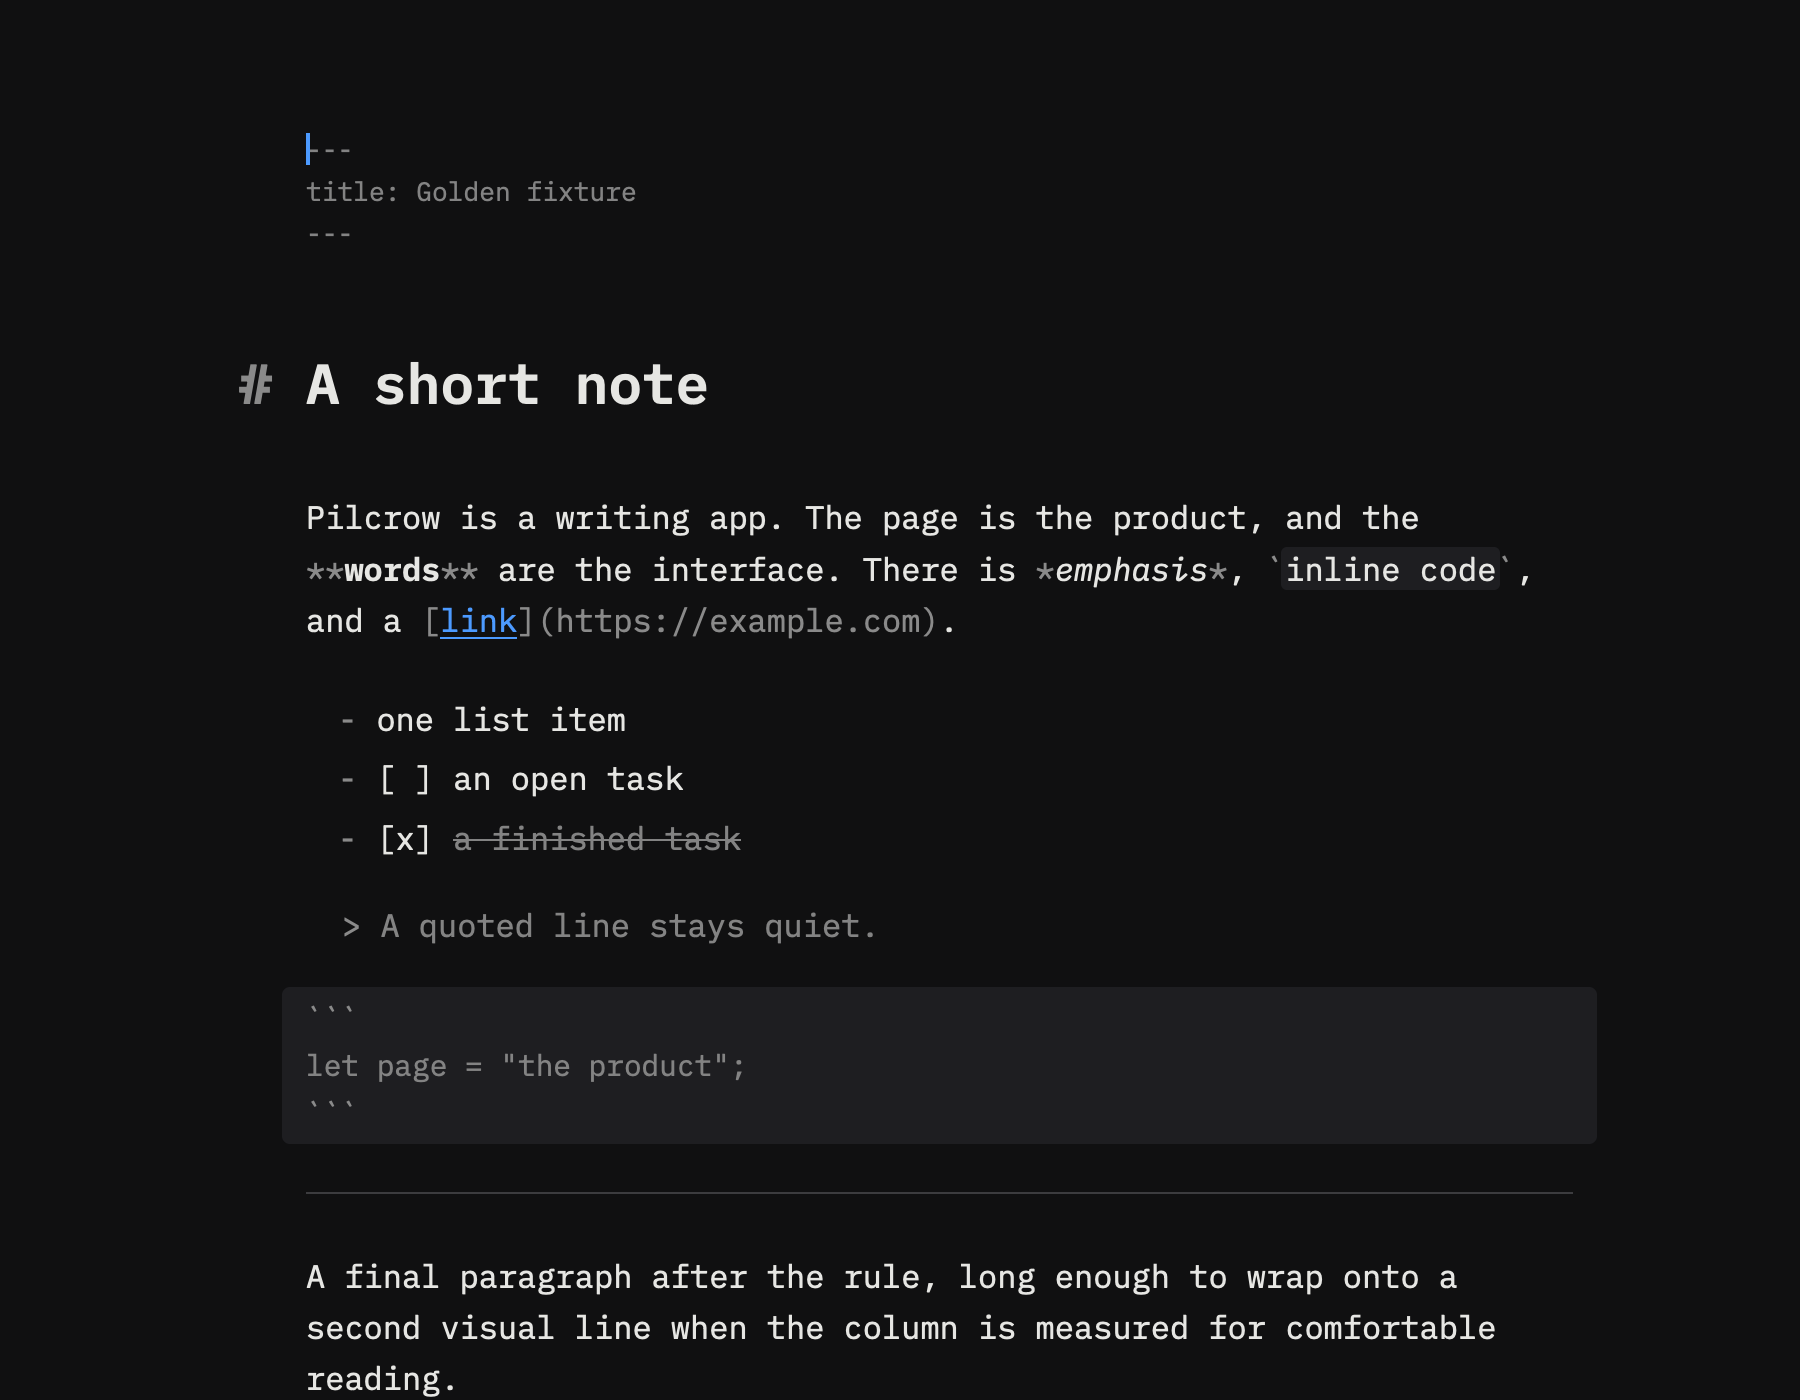 ---
title: Golden fixture
---
# A short note
Pilcrow is a writing app. The page is the product, and the
**words** are the interface. There is *emphasis*, `inline code`,
and a [link](https://example.com).
- one list item
- [ ] an open task
- [x] a finished task
> A quoted line stays quiet.
```
let page = "the product";
```
A final paragraph after the rule, long enough to wrap onto a
second visual line when the column is measured for comfortable
reading.